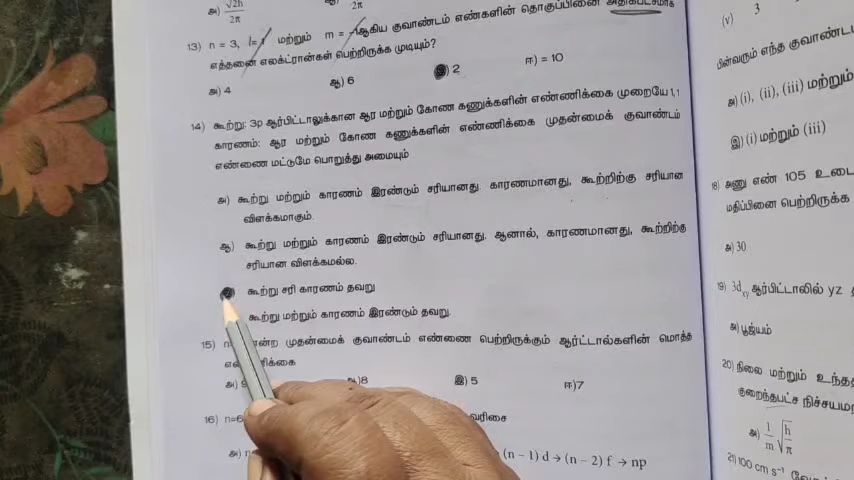 அ) √2h / 2π
2π
13) n = 3, l= 1 மற்றும் m = -1ஆகிய குவாண்டம் எண்களின் தொகுப்பினை அதிகபட்சமாக
எத்தனை எலக்ட்ரான்கள் பெற்றிருக்க முடியும்?
அ) 4 ஆ) 6 2 ஈ) = 10
14) கூற்று: 3p ஆர்பிட்டாலுக்கான ஆர மற்றும் கோண கணுக்களின் எண்ணிக்கை முறையே 1, 1
காரணம்: ஆர மற்றும் கோண கணுக்களின் எண்ணிக்கை முதன்மைக் குவாண்டம்
எண்ணை மட்டுமே பொறுத்து அமையும்
அ) கூற்று மற்றும் காரணம் இரண்டும் சரியானது. காரணமானது, கூற்றிற்கு சரியான
விளக்கமாகும்.
ஆ) கூற்று மற்றும் காரணம் இரண்டும் சரியானது. ஆனால், காரணமானது, கூற்றிற்கு
சரியான விளக்கமல்ல.
கூற்று சரி காரணம் தவறு
கூற்று மற்றும் காரணம் இரண்டும் தவறு.
15) முதன்மைக் குவாண்டம் எண்ணை பெற்றிருக்கும் ஆர்ட்டால்களின் மொத்த
அ) 9 ஆ)8 இ) 5 ஈ)7
16) n=6
(n − 1) d → (n − 2) f → np
(v) 3
பின்வரும் எந்த
அ) (i), (ii), (iii) மற்றும்
இ) (i) மற்றும் (iii)
18) அணு எண் 105 உடை
மதிப்பினை பெற்றிருக்க
அ) 30
19) 3dxy ஆர்பிட்டாலில் yz
அ) பூஜ்யம்
20) நிலை மற்றும்
குறைந்தபட்ச
அ) 1/m √h/π
21) 100 cm s⁻¹